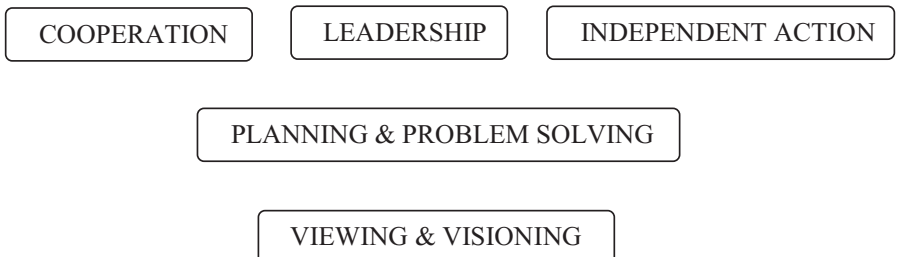 COOPERATION LEADERSHIP INDEPENDENT ACTION
PLANNING & PROBLEM SOLVING
VIEWING & VISIONING